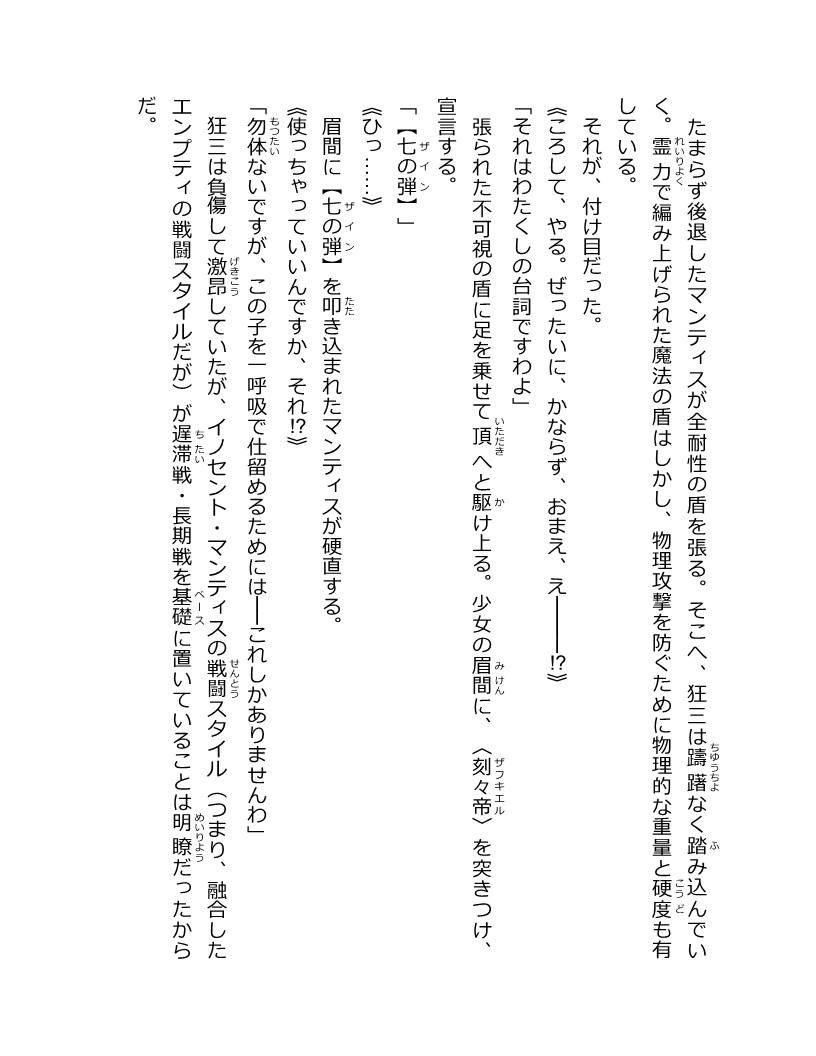 たまらず後退したマンティスが全耐性の盾を張る。そこへ、狂三は躊躇なく踏み込んでい
く。霊力で編み上げられた魔法の盾はしかし、物理攻撃を防ぐために物理的な重量と硬度も有
している。
　それが、付け目だった。
《ころして、やる。ぜったいに、かならず、おまえ、え――――!?》
「それはわたくしの台詞ですわよ」
　張られた不可視の盾に足を乗せて頂へと駆け上る。少女の眉間に、〈刻々帝〉を突きつけ、
宣言する。
「【七の弾】」
《ひっ……》
　眉間に【七の弾】を叩き込まれたマンティスが硬直する。
《使っちゃっていいんですか、それ!?》
「勿体ないですが、この子を一呼吸で仕留めるためには――これしかありませんわ」
　狂三は負傷して激昂していたが、イノセント・マンティスの戦闘スタイル（つまり、融合した
エンプティの戦闘スタイルだが）が遅滞戦・長期戦を基礎に置いていることは明瞭だったから
だ。